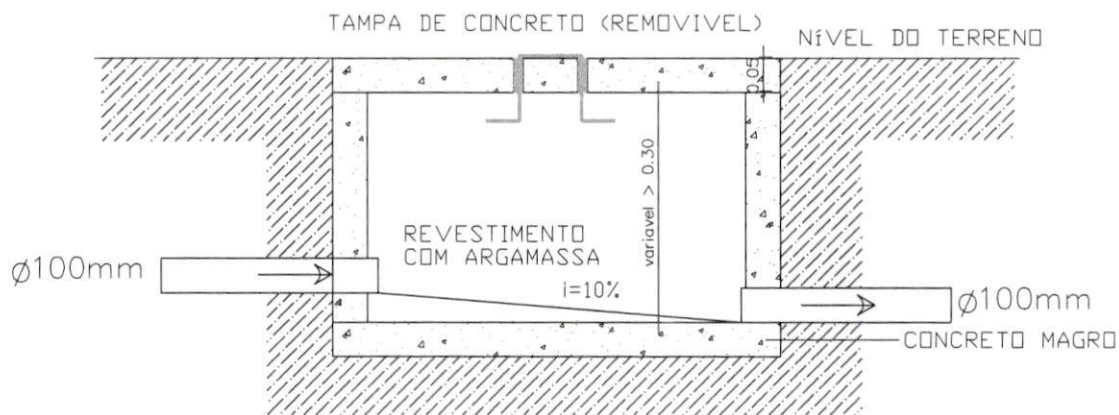 TAMPA DE CONCRETO (REMOVIVEL)
NíVEL DO TERRENO
0.05
variavel > 0.30
REVESTIMENTO
COM ARGAMASSA
i=10%
Ø100mm
Ø100mm
CONCRETO MAGRO